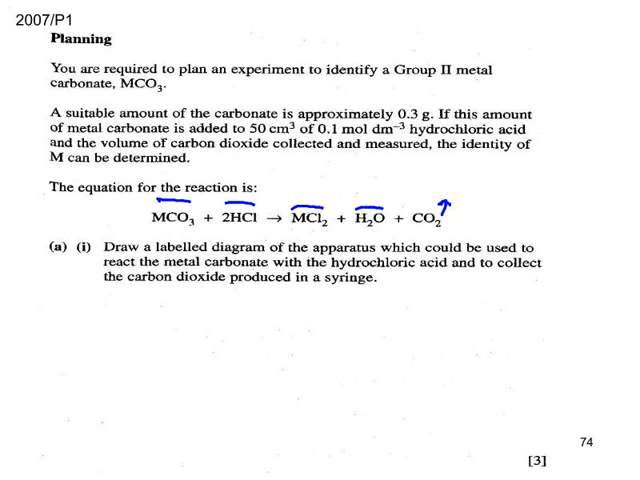 2007/P1
Planning
You are required to plan an experiment to identify a Group II metal
carbonate, MCO₃.
A suitable amount of the carbonate is approximately 0.3 g. If this amount
of metal carbonate is added to 50 cm³ of 0.1 mol dm⁻³ hydrochloric acid
and the volume of carbon dioxide collected and measured, the identity of
M can be determined.
The equation for the reaction is:
MCO₃ + 2HCl → MCl₂ + H₂O + CO₂
(a) (i) Draw a labelled diagram of the apparatus which could be used to
react the metal carbonate with the hydrochloric acid and to collect
the carbon dioxide produced in a syringe.
74
[3]